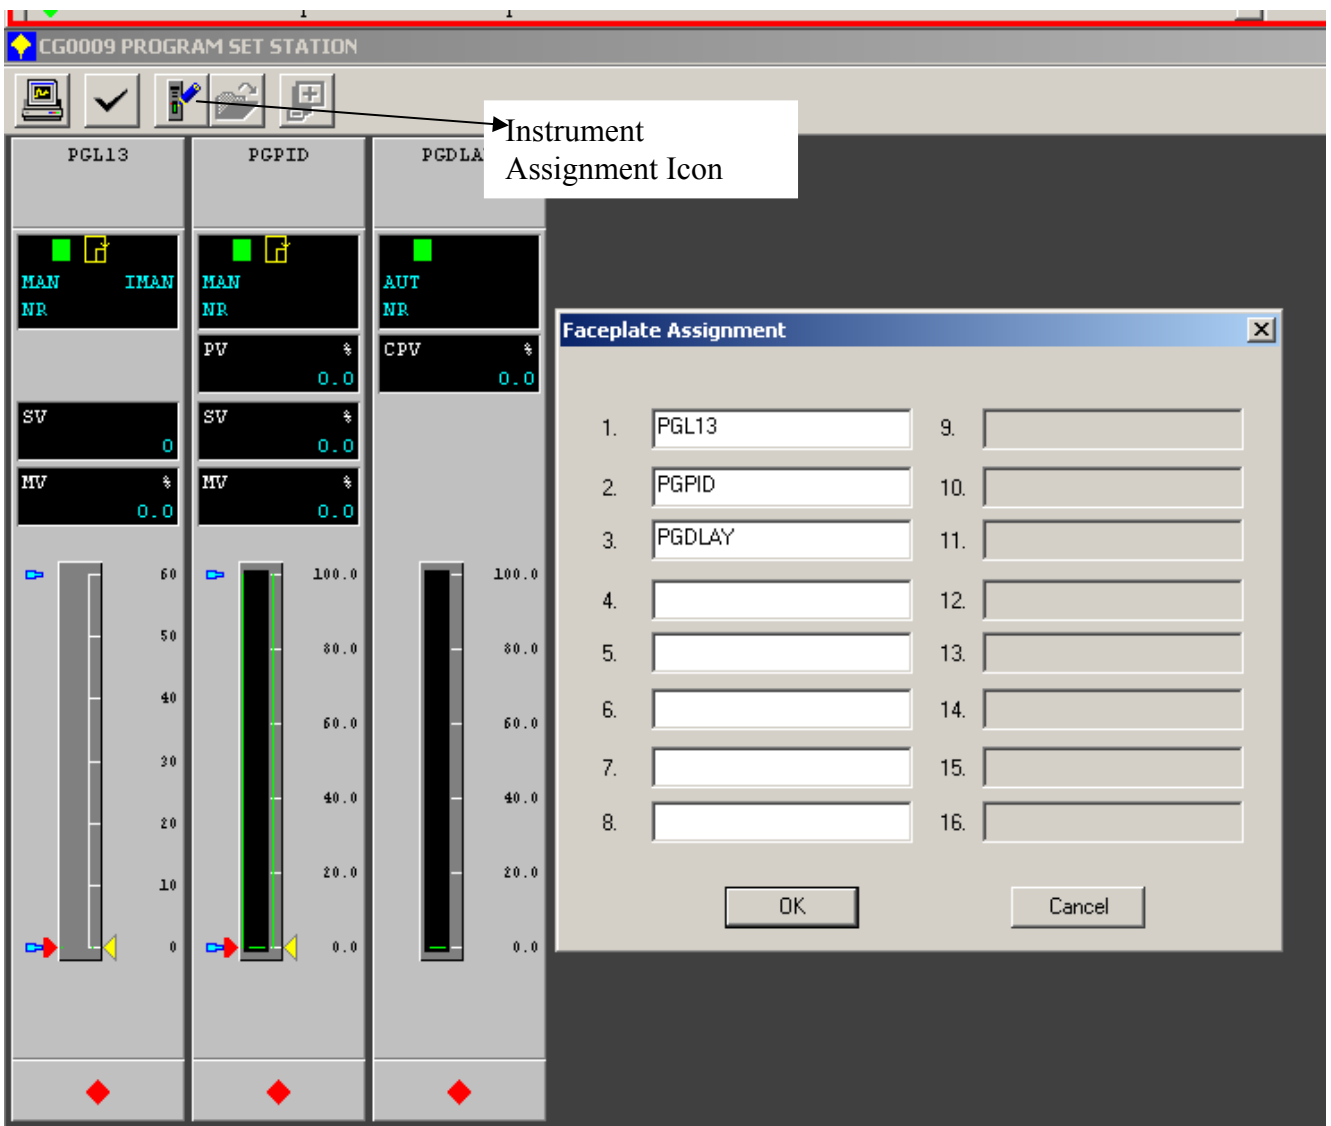 CG0009 PROGRAM SET STATION
Instrument
Assignment Icon
PGL13 PGPID PGDLA
MAN IMAN MAN AUT
NR NR NR
PV % CPV %
0.0 0.0
SV SV %
0 0.0
MV % MV %
0.0 0.0
60 100.0 100.0
50 80.0 80.0
40 60.0 60.0
30 40.0 40.0
20 20.0 20.0
10
0 0.0 0.0
Faceplate Assignment
1. PGL13 9.
2. PGPID 10.
3. PGDLAY 11.
4. 12.
5. 13.
6. 14.
7. 15.
8. 16.
OK Cancel